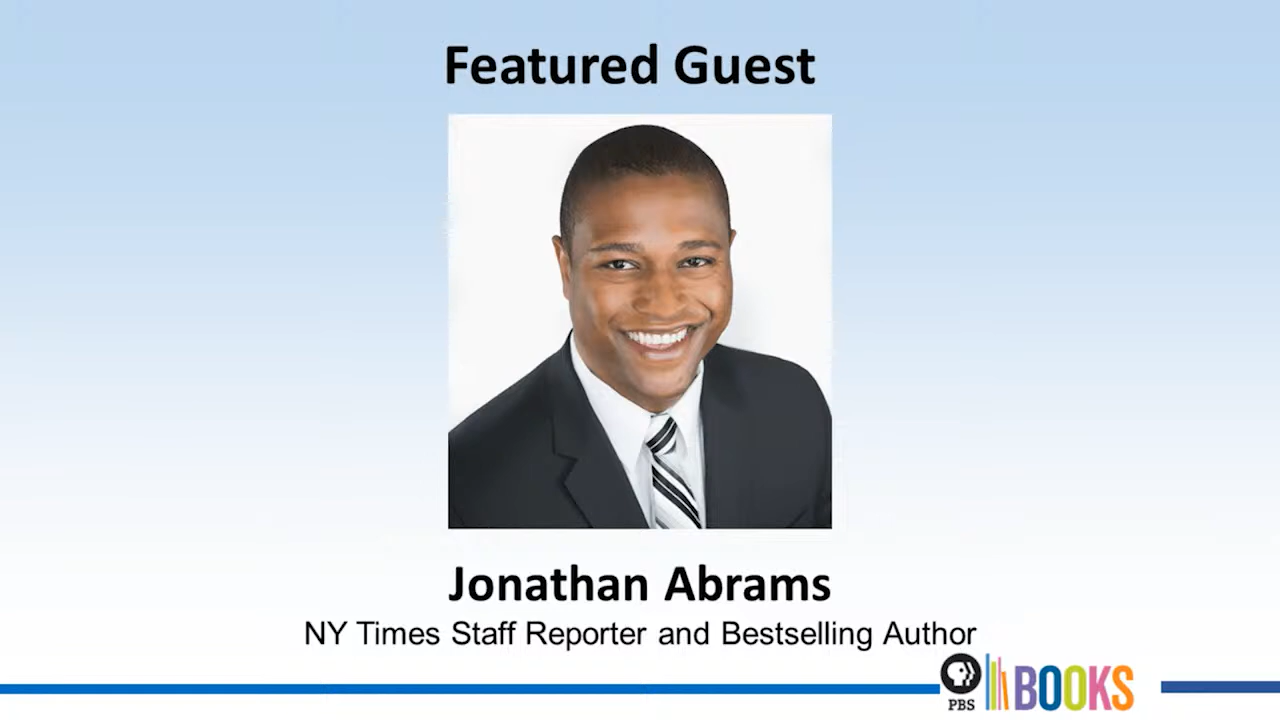 Featured Guest
Jonathan Abrams
NY Times Staff Reporter and Bestselling Author
PBS BOOKS